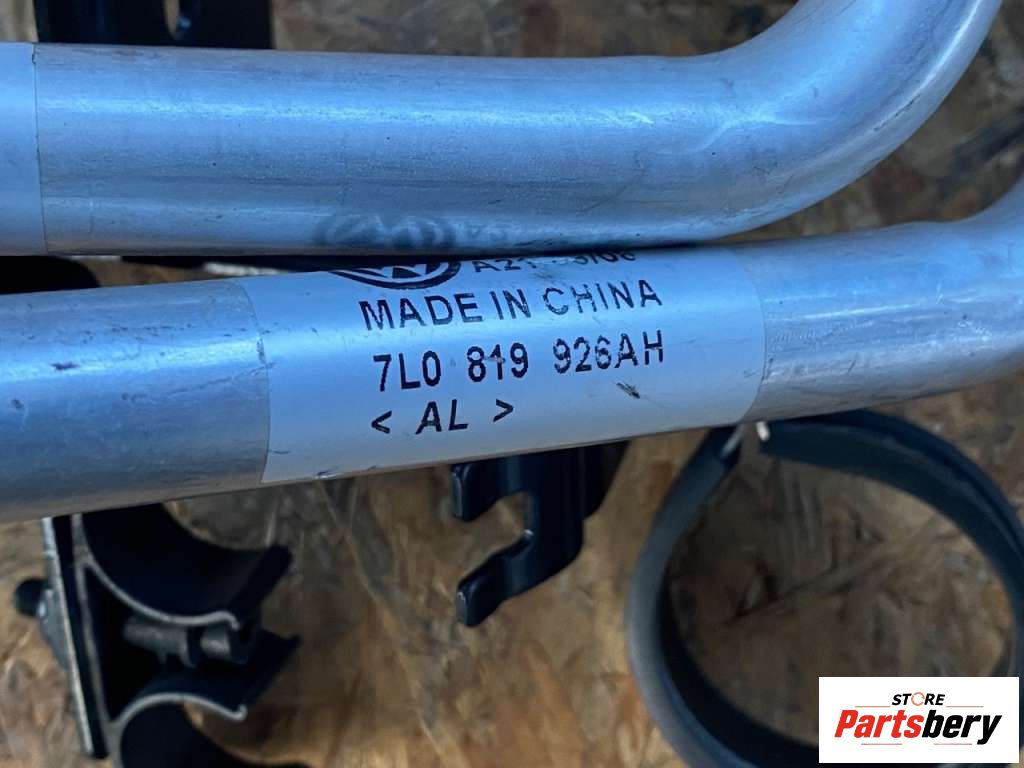 MADE IN CHINA
7L0 819 926AH
< AL >
STORE
Partsbery